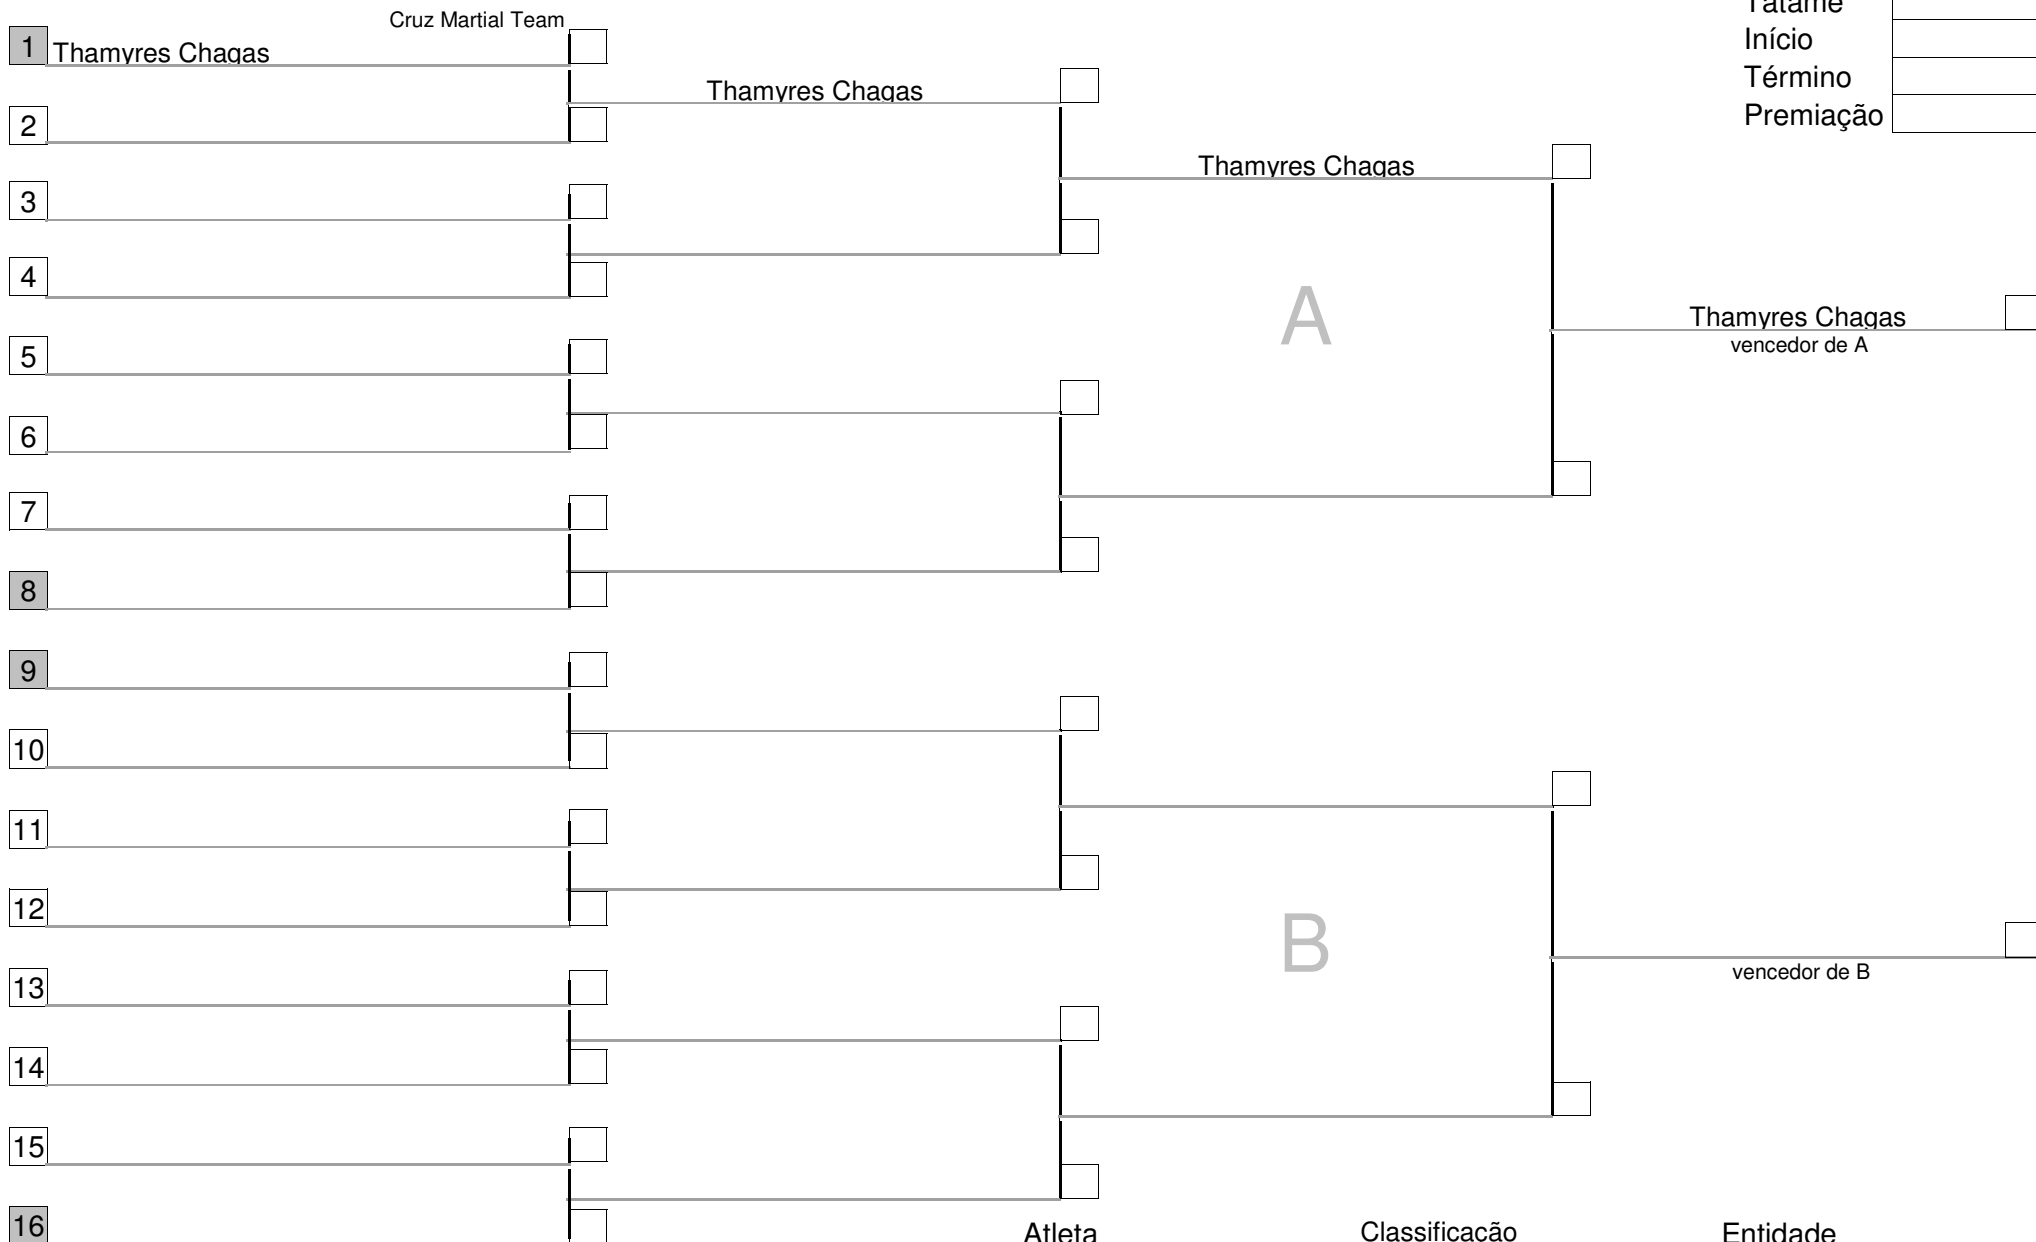 Cruz Martial Team
1 Thamyres Chagas
Thamyres Chagas
Thamyres Chagas
Thamyres Chagas
vencedor de A
Tatame
Início
Término
Premiação
2
3
4
A
5
6
7
8
9
10
11
12
B
vencedor de B
13
14
15
16
Atleta Classificação Entidade